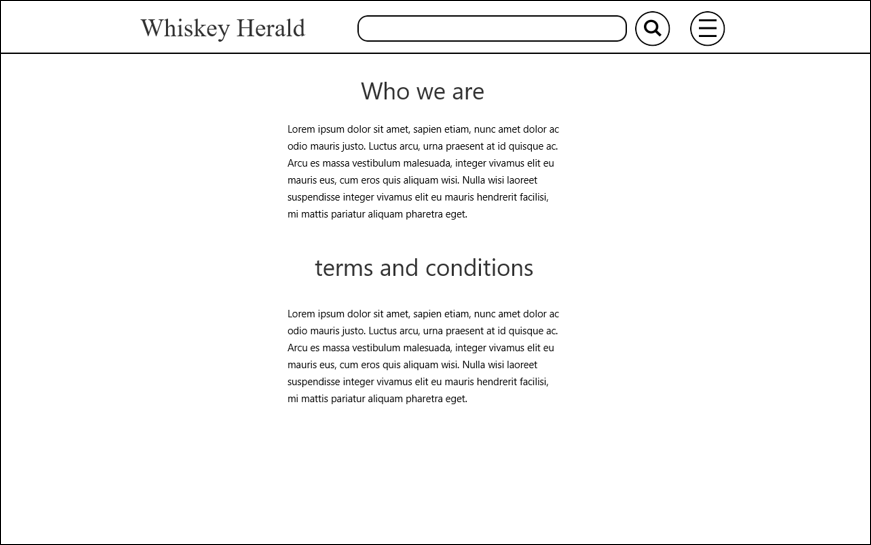 Whiskey Herald
Who we are
Lorem ipsum dolor sit amet, sapien etiam, nunc amet dolor ac
odio mauris justo. Luctus arcu, urna praesent at id quisque ac.
Arcu es massa vestibulum malesuada, integer vivamus elit eu
mauris eus, cum eros quis aliquam wisi. Nulla wisi laoreet
suspendisse integer vivamus elit eu mauris hendrerit facilisi,
mi mattis pariatur aliquam pharetra eget.
terms and conditions
Lorem ipsum dolor sit amet, sapien etiam, nunc amet dolor ac
odio mauris justo. Luctus arcu, urna praesent at id quisque ac.
Arcu es massa vestibulum malesuada, integer vivamus elit eu
mauris eus, cum eros quis aliquam wisi. Nulla wisi laoreet
suspendisse integer vivamus elit eu mauris hendrerit facilisi,
mi mattis pariatur aliquam pharetra eget.